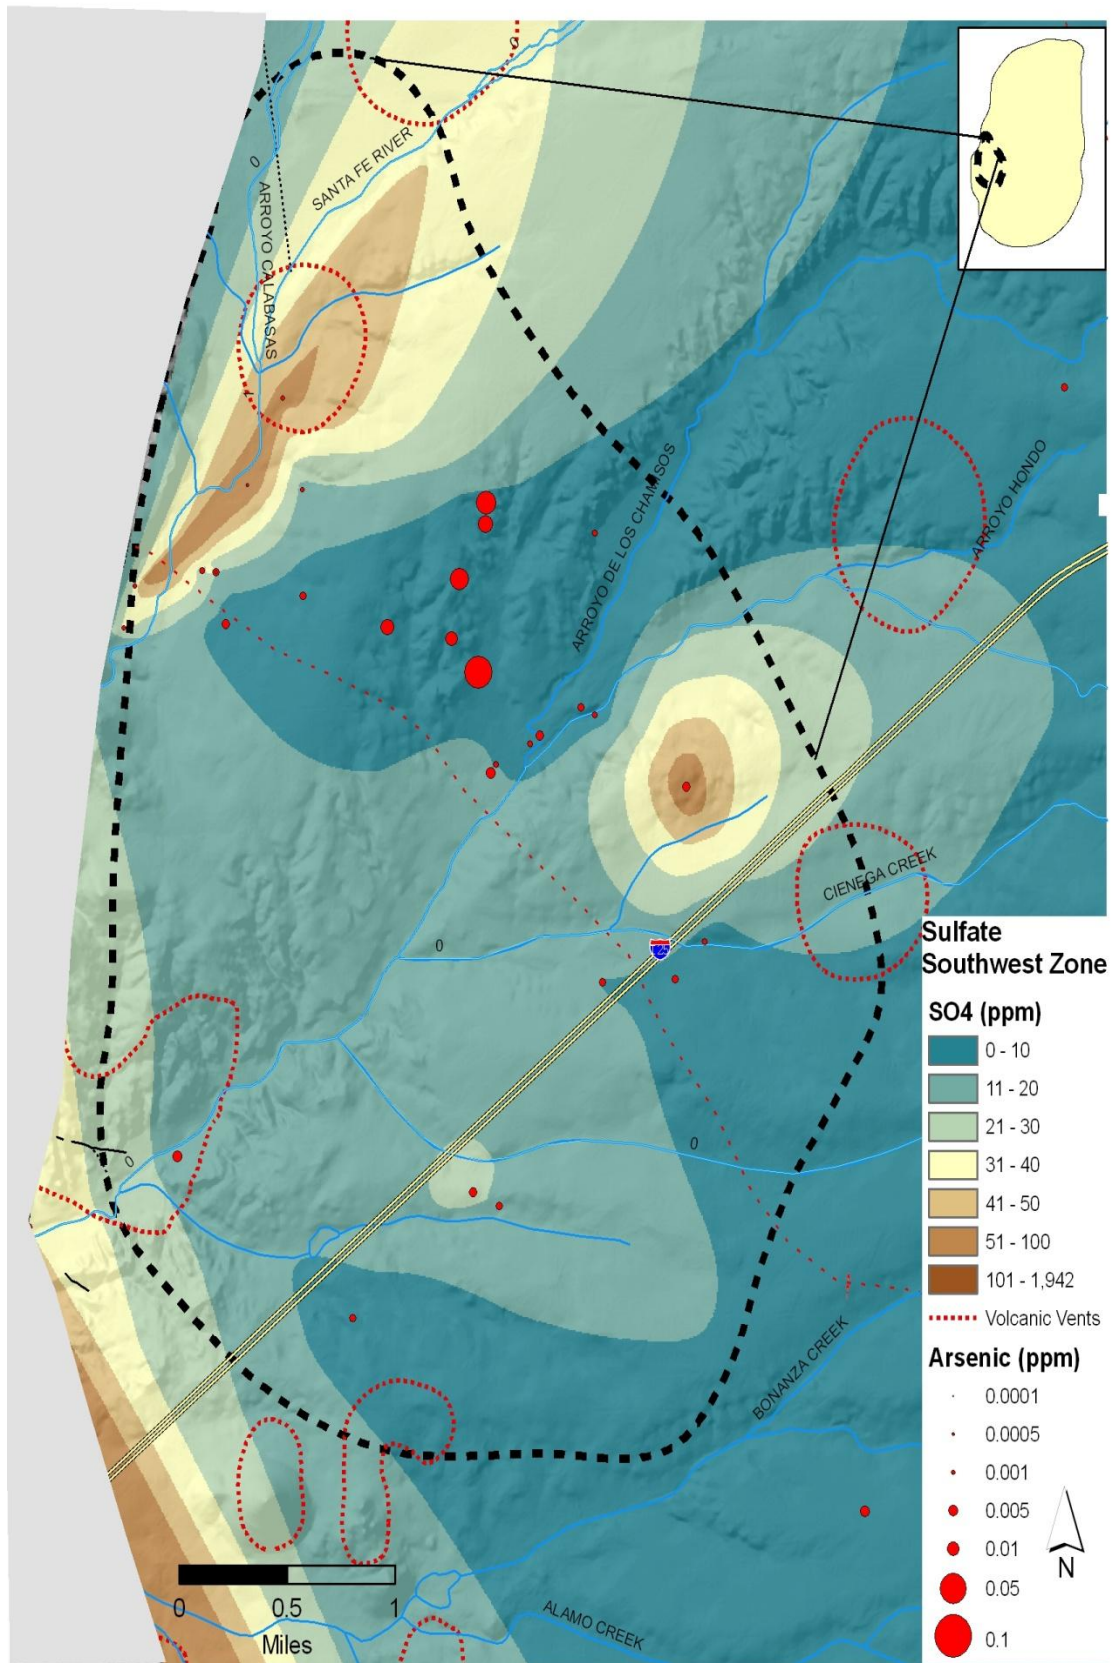 0
SANTA FE RIVER
0
ARROYO CALABASAS
ARROYO DE LOS CHAMISOS
ARROYO HONDO
CIENEGA CREEK
0
25
0
0
BONANZA CREEK
ALAMO CREEK
0 0.5 1
Miles
Sulfate
Southwest Zone
SO4 (ppm)
0 - 10
11 - 20
21 - 30
31 - 40
41 - 50
51 - 100
101 - 1,942
Volcanic Vents
Arsenic (ppm)
0.0001
0.0005
0.001
0.005
0.01
0.05
0.1
N